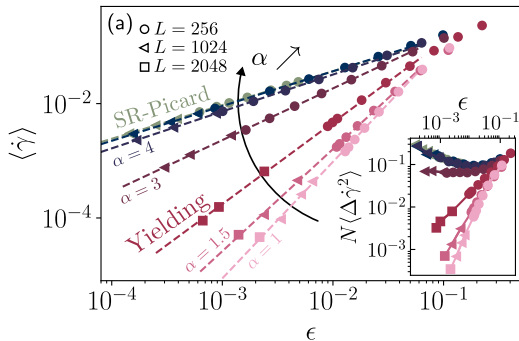 (a)
L = 256
L = 1024
L = 2048
α
SR-Picard
α = 4
α = 3
Yielding
α = 1.5
α = 1
⟨γ̇⟩
10⁻²
10⁻⁴
10⁻⁴ 10⁻³ 10⁻² 10⁻¹
ϵ
ϵ
10⁻³ 10⁻¹
N⟨Δγ̇²⟩
10⁻¹
10⁻²
10⁻³